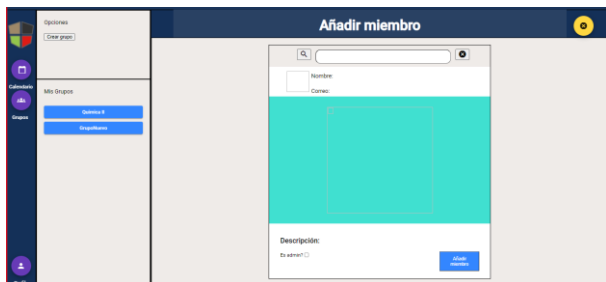 Opciones
Crear grupo
Calendario
Grupos
Mis Grupos
Química II
GrupoNuevo
Añadir miembro
Nombre:
Correo:
Descripción:
Es admin?
Añadir
miembro